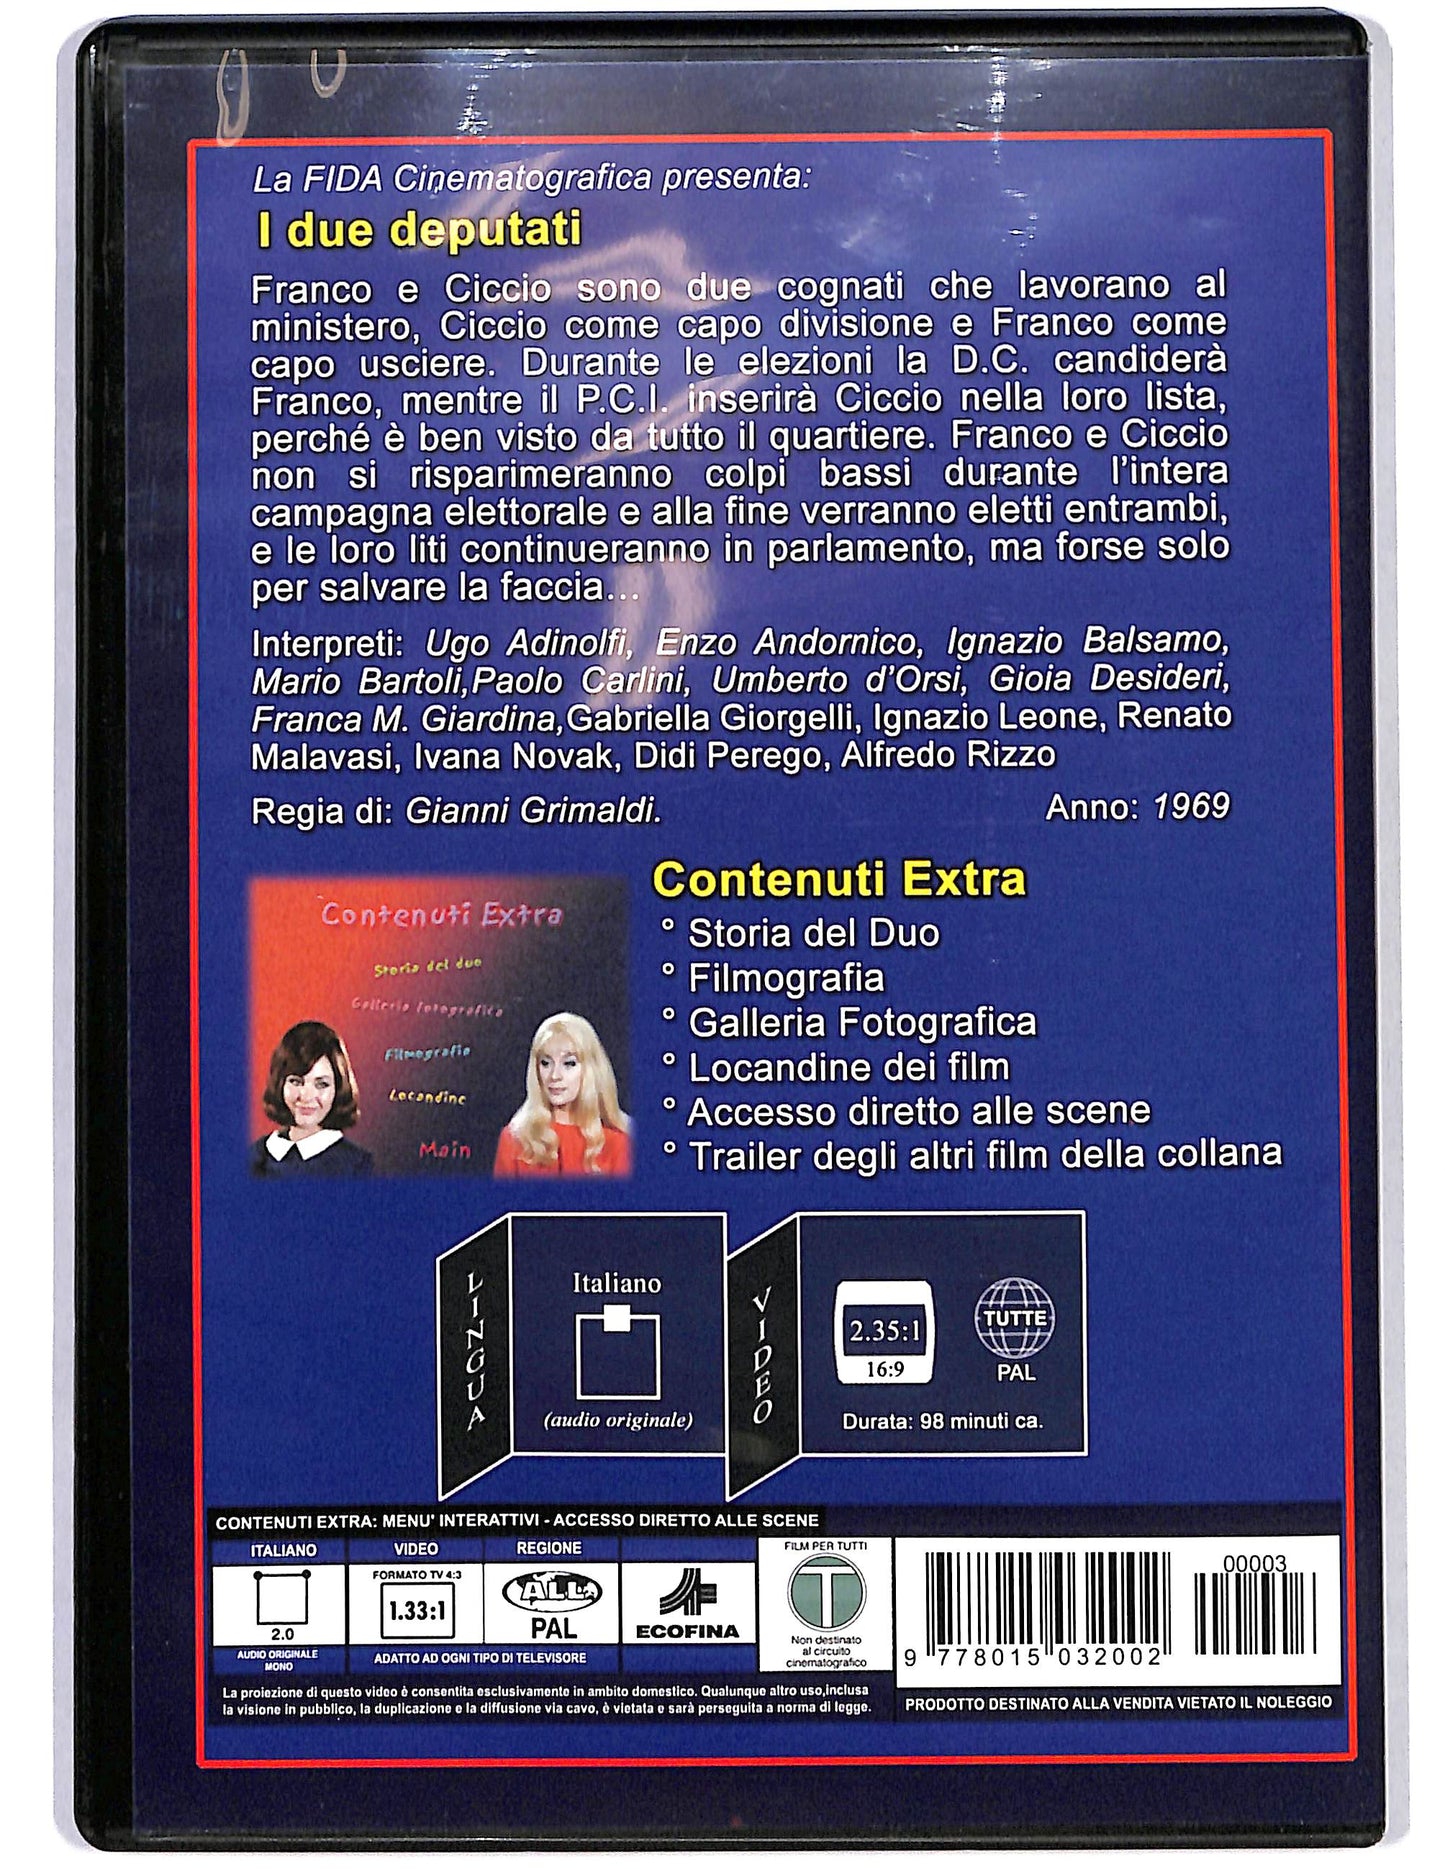 La FIDA Cinematografica presenta:
I due deputati
Franco e Ciccio sono due cognati che lavorano al
ministero, Ciccio come capo divisione e Franco come
capo usciere. Durante le elezioni la D.C. candiderà
Franco, mentre il P.C.I. inserirà Ciccio nella loro lista,
perché è ben visto da tutto il quartiere. Franco e Ciccio
non si risparimeranno colpi bassi durante l'intera
campagna elettorale e alla fine verranno eletti entrambi,
e le loro liti continueranno in parlamento, ma forse solo
per salvare la faccia...
Interpreti: Ugo Adinolfi, Enzo Andornico, Ignazio Balsamo,
Mario Bartoli,Paolo Carlini, Umberto d'Orsi, Gioia Desideri,
Franca M. Giardina,Gabriella Giorgelli, Ignazio Leone, Renato
Malavasi, Ivana Novak, Didi Perego, Alfredo Rizzo
Regia di: Gianni Grimaldi. Anno: 1969
Contenuti Extra
° Storia del Duo
° Filmografia
° Galleria Fotografica
° Locandine dei film
° Accesso diretto alle scene
° Trailer degli altri film della collana
Contenuti Extra
Storia del duo
Galleria fotografica
Filmografia
Locandine
Main
LINGUA
Italiano
(audio originale)
VIDEO
2.35:1
16:9
TUTTE
PAL
Durata: 98 minuti ca.
CONTENUTI EXTRA: MENU' INTERATTIVI - ACCESSO DIRETTO ALLE SCENE
ITALIANO
2.0
AUDIO ORIGINALE
MONO
VIDEO
FORMATO TV 4:3
1.33:1
REGIONE
ALL
PAL
ADATTO AD OGNI TIPO DI TELEVISORE
ECOFINA
FILM PER TUTTI
T
Non destinato
al circuito
cinematografico
00003
9 778015 032002
La proiezione di questo video è consentita esclusivamente in ambito domestico. Qualunque altro uso,inclusa
la visione in pubblico, la duplicazione e la diffusione via cavo, è vietata e sarà perseguita a norma di legge.
PRODOTTO DESTINATO ALLA VENDITA VIETATO IL NOLEGGIO